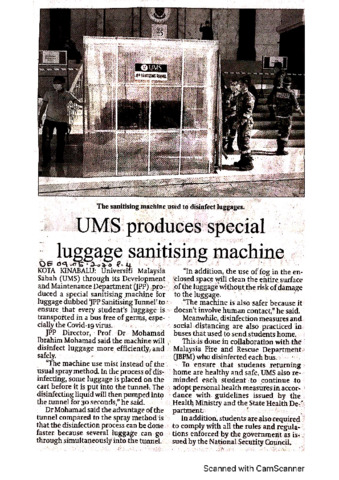 UMS
JPP SANITISING TUNNEL
The sanitising machine used to disinfect luggages.
UMS produces special
luggage sanitising machine
DE 09.05.2020 P.4
KOTA KINABALU: Universiti Malaysia
Sabah (UMS) through its Development
and Maintenance Department (JPP) pro-
duced a special sanitising machine for
luggage dubbed 'JPP Sanitising Tunnel' to
ensure that every student's luggage is
transported in a bus free of germs, espe-
cially the Covid-19 virus.
JPP Director, Prof Dr Mohamad
Ibrahim Mohamad said the machine will
disinfect luggage more efficiently, and
safely.
"The machine use mist instead of the
usual spray method. In the process of dis-
infecting, some luggage is placed on the
cart before it is put into the tunnel. The
disinfecting liquid will then pumped into
the tunnel for 30 seconds," he said.
Dr Mohamad said the advantage of the
tunnel compared to the spray method is
that the disinfection process can be done
faster because several luggage can go
through simultaneously into the tunnel.
"In addition, the use of fog in the en-
closed space will clean the entire surface
of the luggage without the risk of damage
to the luggage.
"The machine is also safer because it
doesn't involve human contact," he said.
Meanwhile, disinfection measures and
social distancing are also practiced in
buses that used to send students home.
This is done in collaboration with the
Malaysia Fire and Rescue Department
(JBPM) who disinfected each bus.
To ensure that students returning
home are healthy and safe, UMS also re-
minded each student to continue to
adopt personal health measures in accor-
dance with guidelines issued by the
Health Ministry and the State Health De-
partment.
In addition, students are also required
to comply with all the rules and regula-
tions enforced by the government as is-
sued by the National Security Council.
Scanned with CamScanner